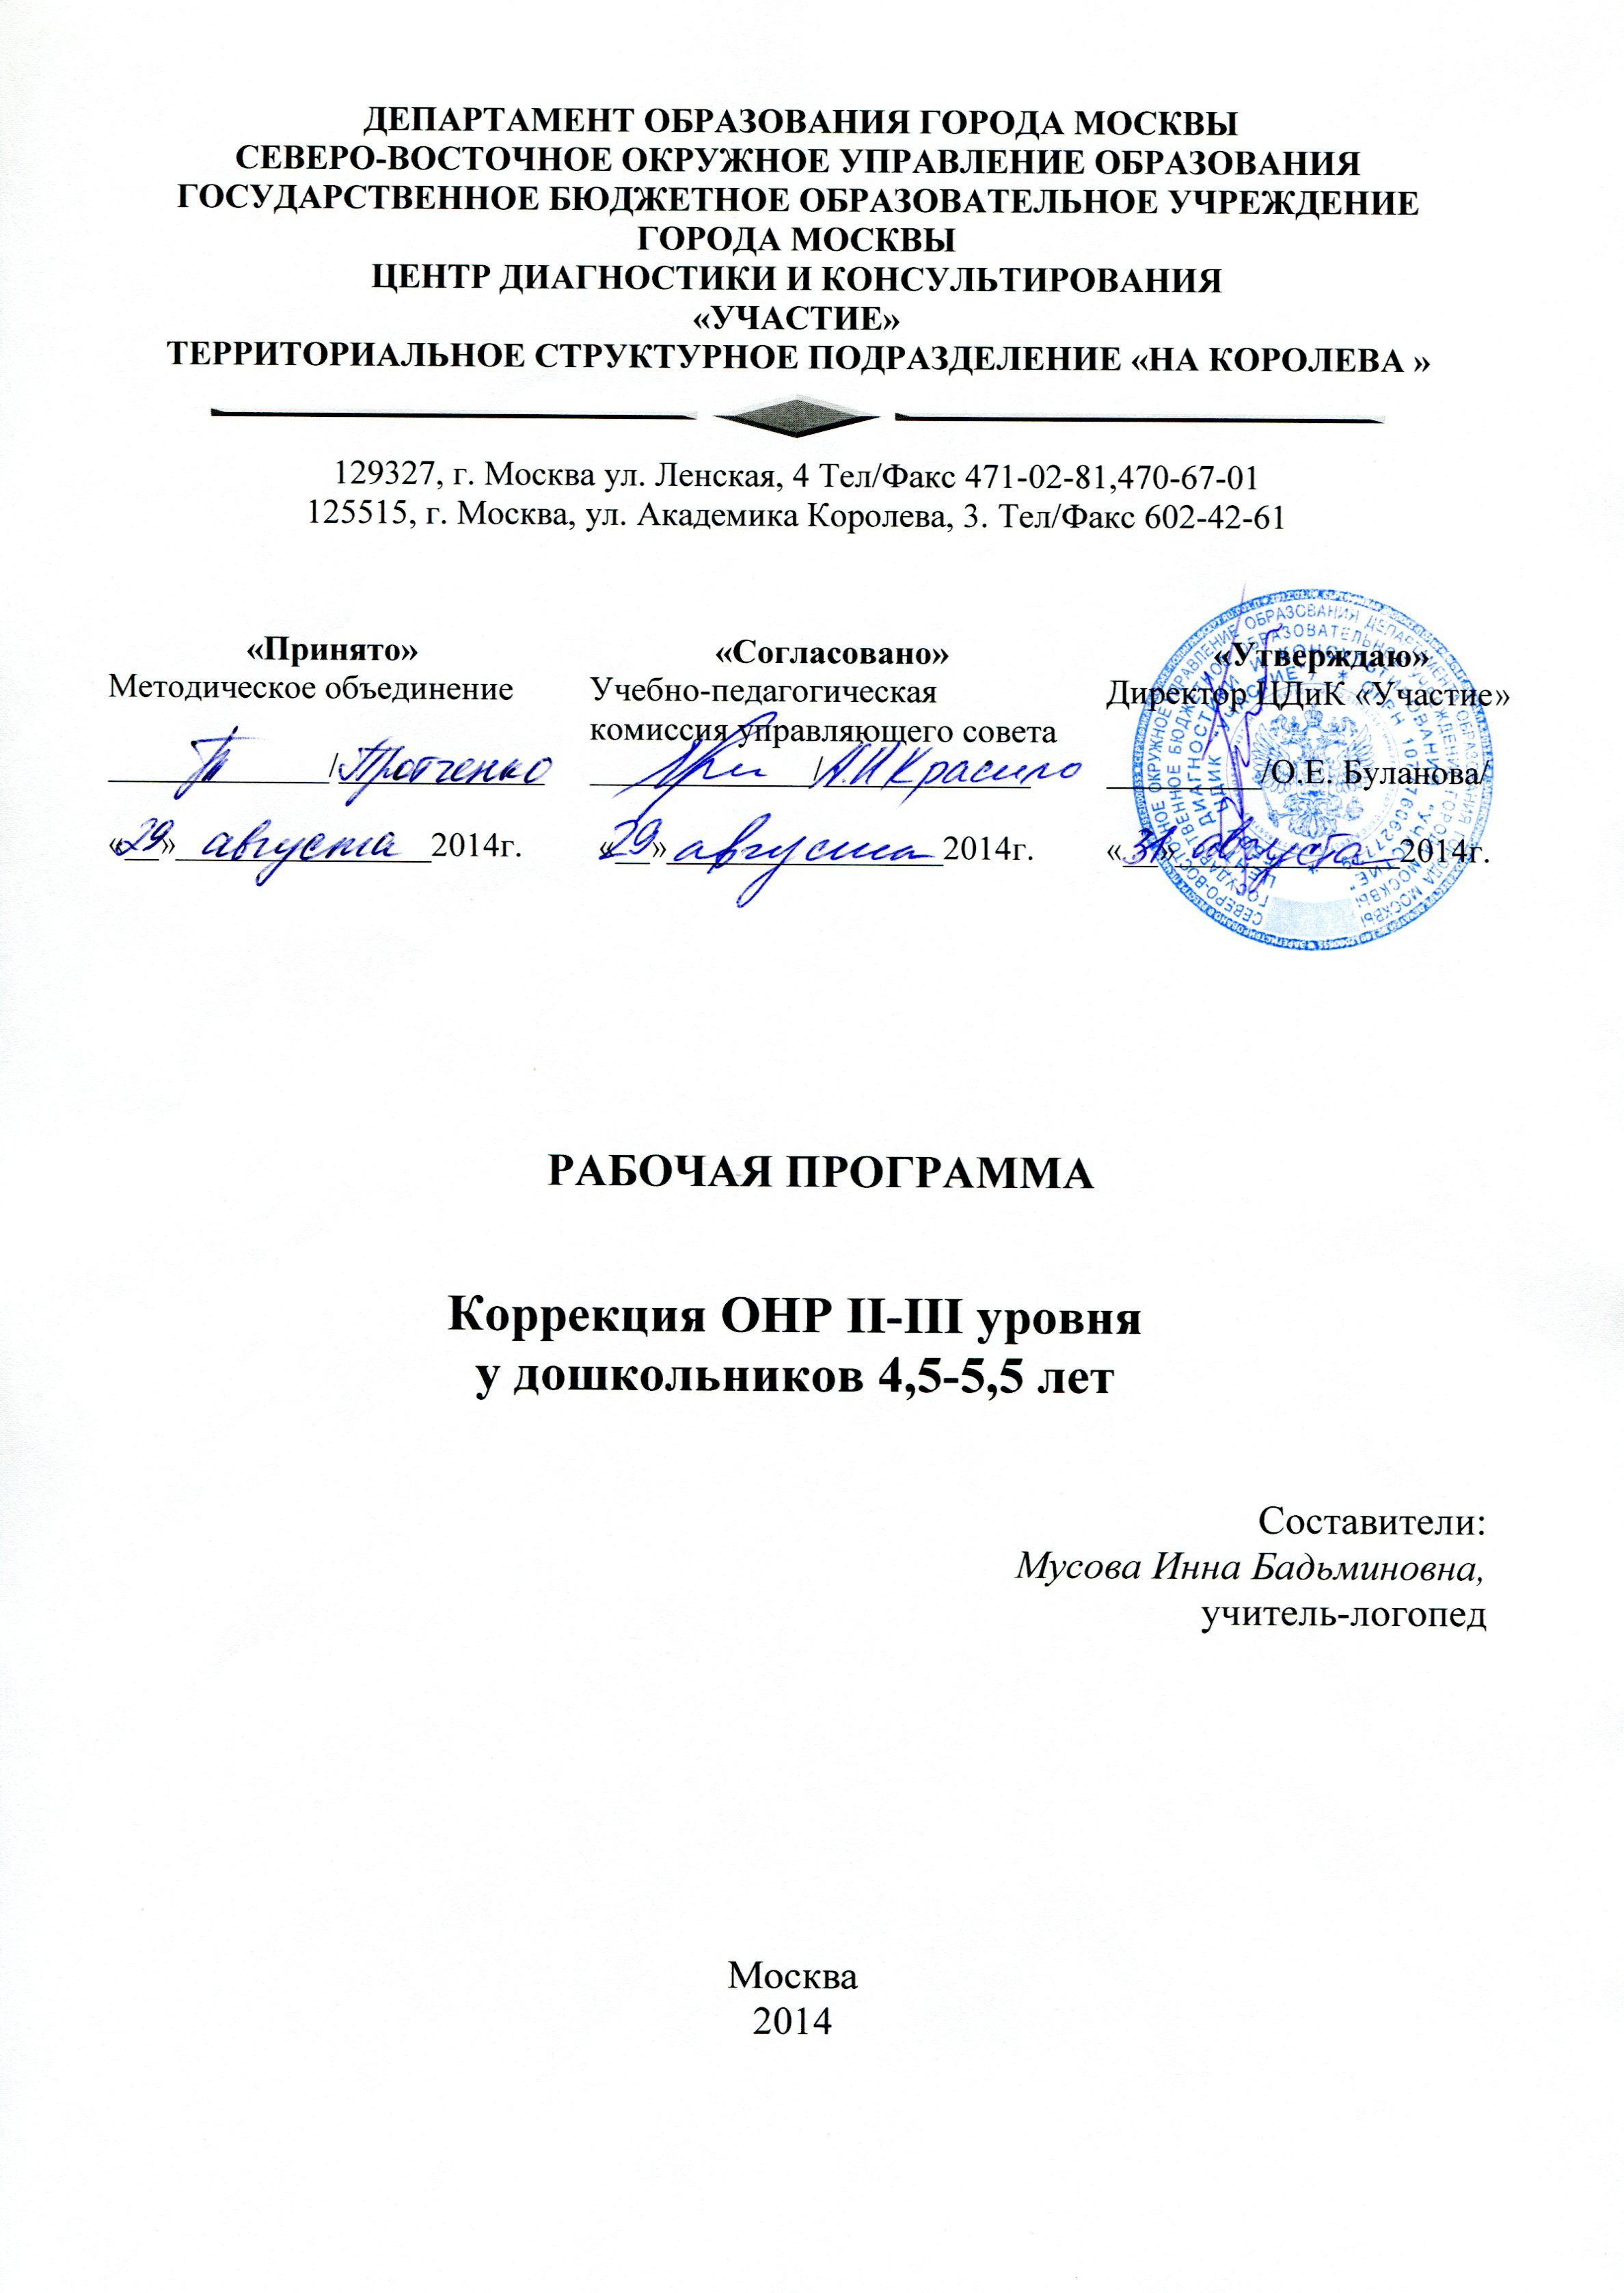 ДЕПАРТАМЕНТ ОБРАЗОВАНИЯ ГОРОДА МОСКВЫ
СЕВЕРО-ВОСТОЧНОЕ ОКРУЖНОЕ УПРАВЛЕНИЕ ОБРАЗОВАНИЯ
ГОСУДАРСТВЕННОЕ БЮДЖЕТНОЕ ОБРАЗОВАТЕЛЬНОЕ УЧРЕЖДЕНИЕ
ГОРОДА МОСКВЫ
ЦЕНТР ДИАГНОСТИКИ И КОНСУЛЬТИРОВАНИЯ
«УЧАСТИЕ»
ТЕРРИТОРИАЛЬНОЕ СТРУКТУРНОЕ ПОДРАЗДЕЛЕНИЕ «НА КОРОЛЕВА »
129327, г. Москва ул. Ленская, 4 Тел/Факс 471-02-81,470-67-01
125515, г. Москва, ул. Академика Королева, 3. Тел/Факс 602-42-61
«Принято»
Методическое объединение
/
«29» августа 2014г.
«Согласовано»
Учебно-педагогическая
комиссия управляющего совета
/ А.И Красило
«29» августа 2014г.
«Утверждаю»
Директор ЦДиК «Участие»
/О.Е. Буланова/
«31» августа 2014г.
РАБОЧАЯ ПРОГРАММА
Коррекция ОНР II-III уровня
у дошкольников 4,5-5,5 лет
Составители:
Мусова Инна Бадьминовна,
учитель-логопед
Москва
2014